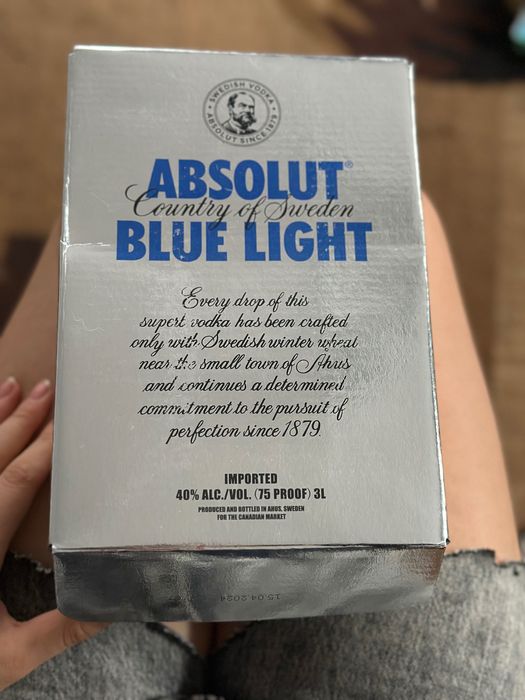 SWEDISH VODKA
ABSOLUT SINCE 1879
ABSOLUT®
Country of Sweden
BLUE LIGHT
Every drop of this
supert vodka has been crafted
only with Swedish winter wheat
near the small town of Åhus
and continues a determined
commitment to the pursuit of
perfection since 1879.
IMPORTED
40% ALC./VOL. (75 PROOF) 3L
PRODUCED AND BOTTLED IN AHUS, SWEDEN
FOR THE CANADIAN MARKET
15.04.2024